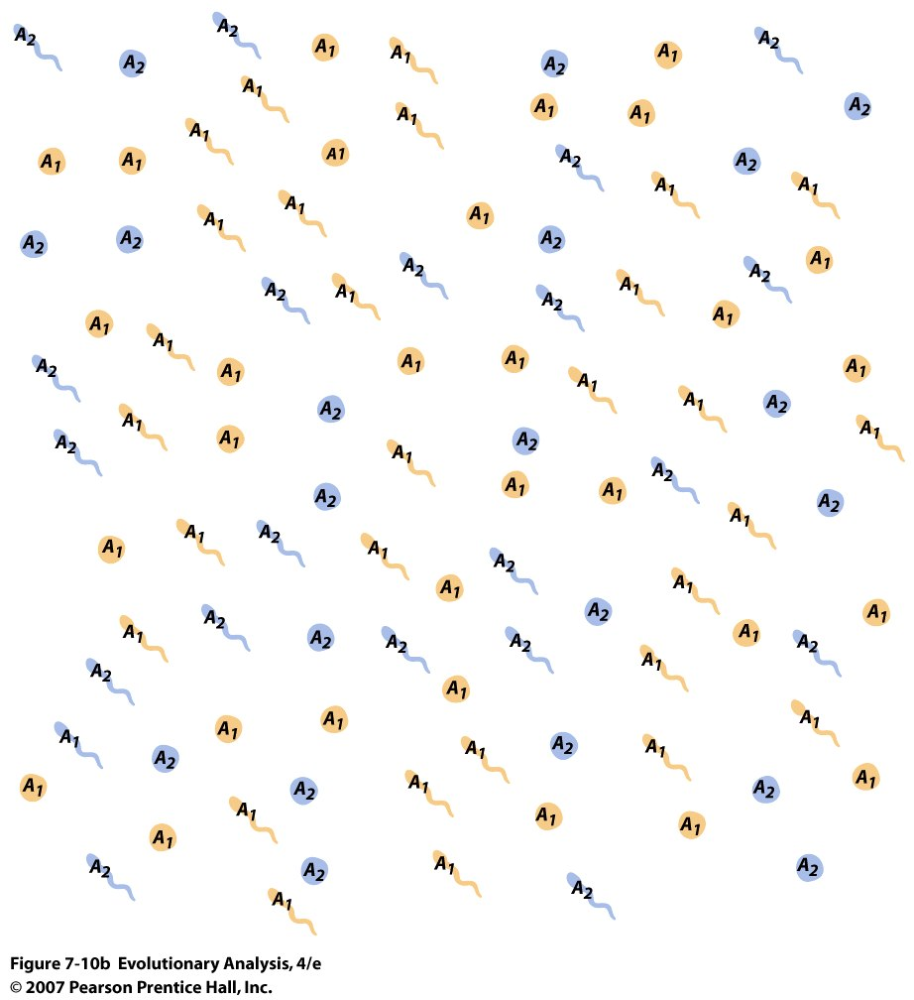 A2 A2 A2 A1 A1 A2 A1 A2
A1 A1 A1 A1 A2
A1 A1 A1 A1 A2 A1 A2 A1
A2 A2 A1 A1 A1 A2 A1
A1 A2 A1 A2 A2 A1 A1 A2
A2 A1 A1 A1 A1 A1 A1
A2 A1 A1 A2 A1 A2 A1 A2 A1
A2 A1 A1 A2 A1 A2
A1 A1 A2 A1 A1 A2 A1
A1 A2 A2 A2 A2 A2 A1 A1 A2 A1
A2 A1
A1 A2 A1 A1 A1 A2 A1 A1
A1 A2 A1 A2 A1
A1 A1 A1 A1
A2 A2 A1 A2 A2
A1
Figure 7-10b Evolutionary Analysis, 4/e
© 2007 Pearson Prentice Hall, Inc.